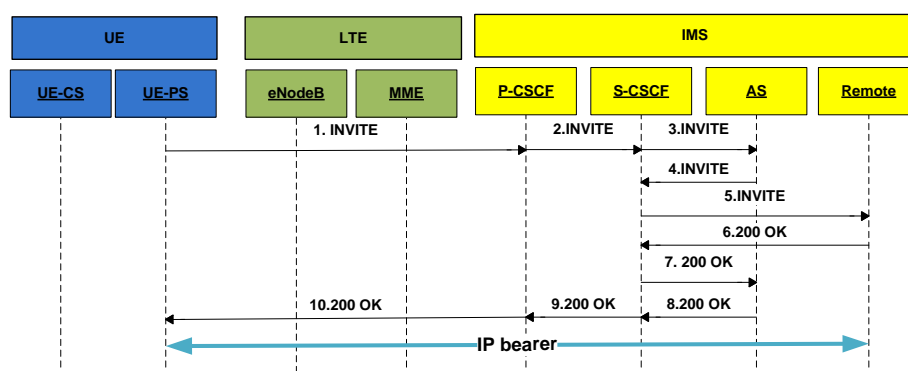 UE
LTE
IMS
UE-CS
UE-PS
eNodeB
MME
P-CSCF
S-CSCF
AS
Remote
1. INVITE
2.INVITE
3.INVITE
4.INVITE
5.INVITE
6.200 OK
7. 200 OK
10.200 OK
9.200 OK
8.200 OK
IP bearer